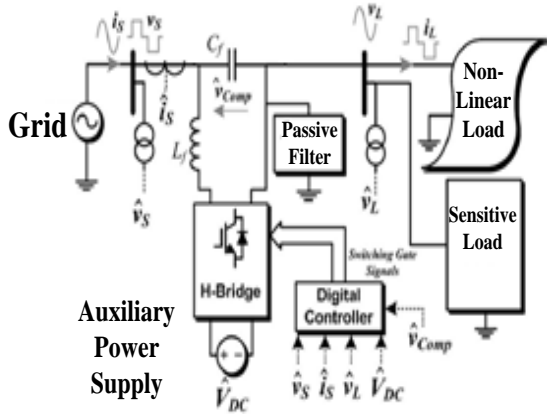 i_S v_S
C_f
v_L
i_L
v̂_Comp
î_S
Non-
Linear
Load
Grid
Passive
Filter
L_f
v̂_S
v̂_L
Sensitive
Load
Switching Gate
Signals
H-Bridge
Digital
Controller
Auxiliary
Power
Supply
v̂_Comp
V̂_DC
v̂_S î_S v̂_L V̂_DC